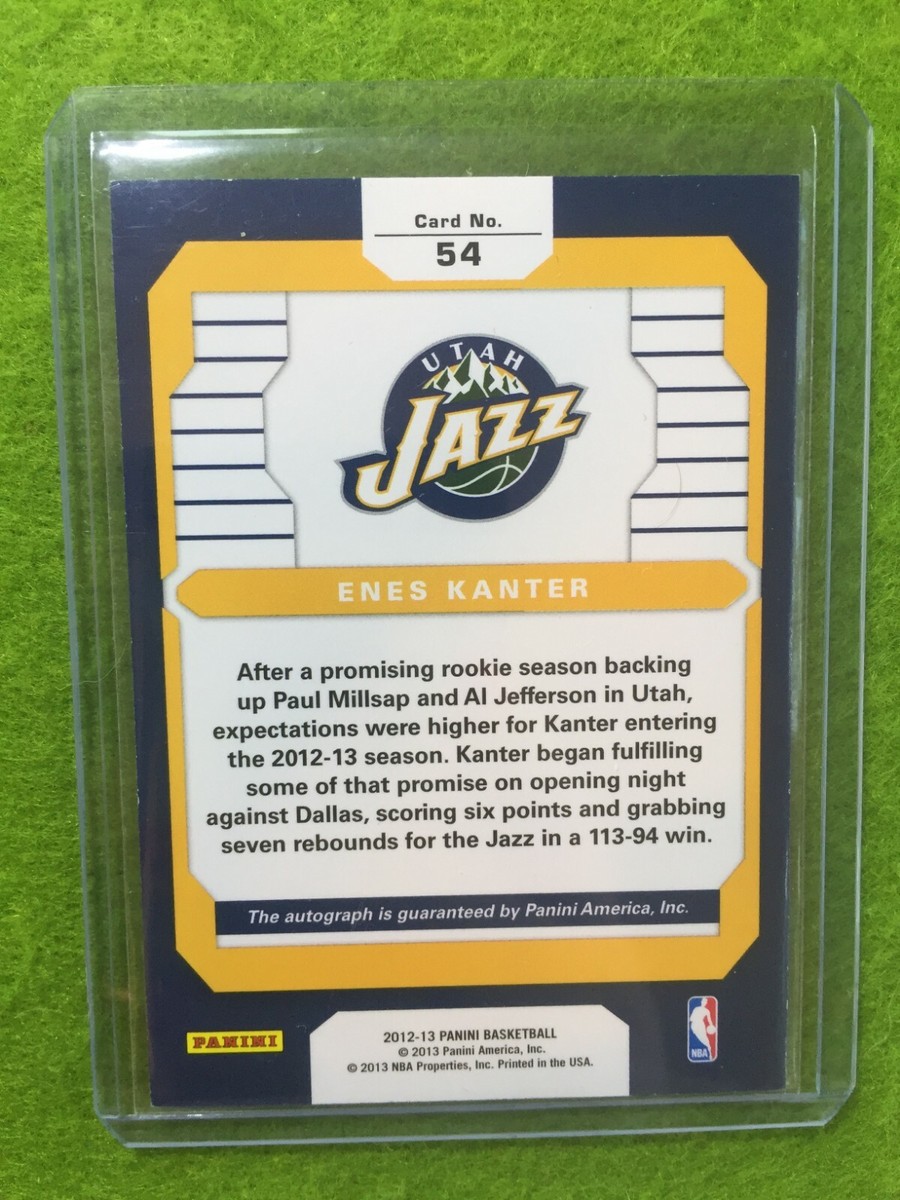 Card No.
54
UTAH
JAZZ
ENES KANTER
After a promising rookie season backing
up Paul Millsap and Al Jefferson in Utah,
expectations were higher for Kanter entering
the 2012-13 season. Kanter began fulfilling
some of that promise on opening night
against Dallas, scoring six points and grabbing
seven rebounds for the Jazz in a 113-94 win.
The autograph is guaranteed by Panini America, Inc.
PANINI
2012-13 PANINI BASKETBALL
© 2013 Panini America, Inc.
© 2013 NBA Properties, Inc. Printed in the USA.
NBA